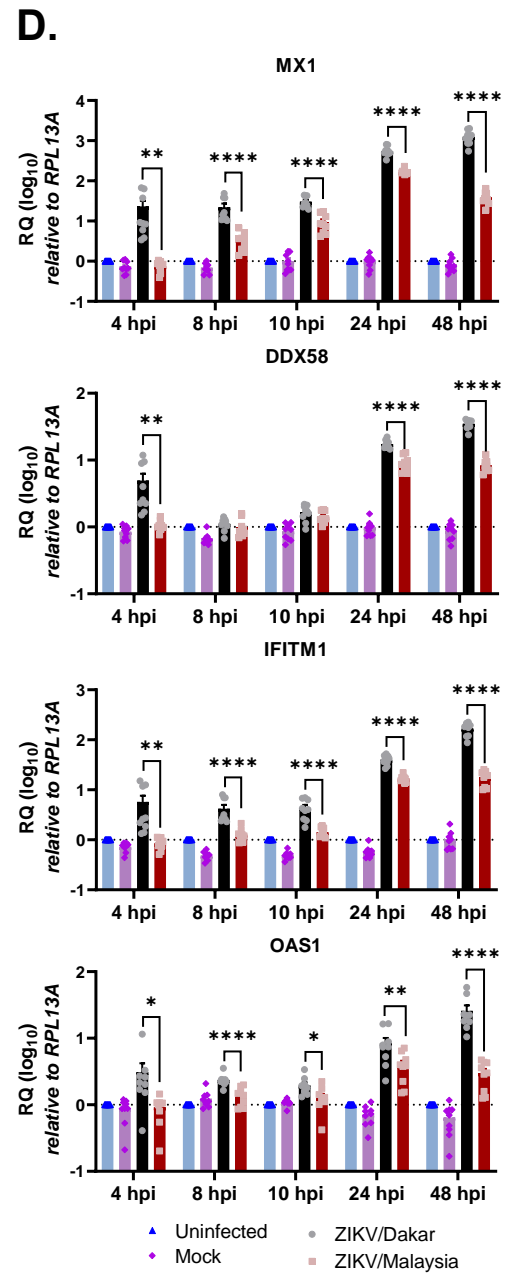 D.
MX1
RQ (log10)
relative to RPL13A
4
3
2
1
0
-1
** **** **** **** ****
4 hpi 8 hpi 10 hpi 24 hpi 48 hpi
DDX58
RQ (log10)
relative to RPL13A
2
1
0
-1
** **** ****
4 hpi 8 hpi 10 hpi 24 hpi 48 hpi
IFITM1
RQ (log10)
relative to RPL13A
3
2
1
0
-1
** **** **** **** ****
4 hpi 8 hpi 10 hpi 24 hpi 48 hpi
OAS1
RQ (log10)
relative to RPL13A
2
1
0
-1
* **** * ** ****
4 hpi 8 hpi 10 hpi 24 hpi 48 hpi
Uninfected ZIKV/Dakar
Mock ZIKV/Malaysia